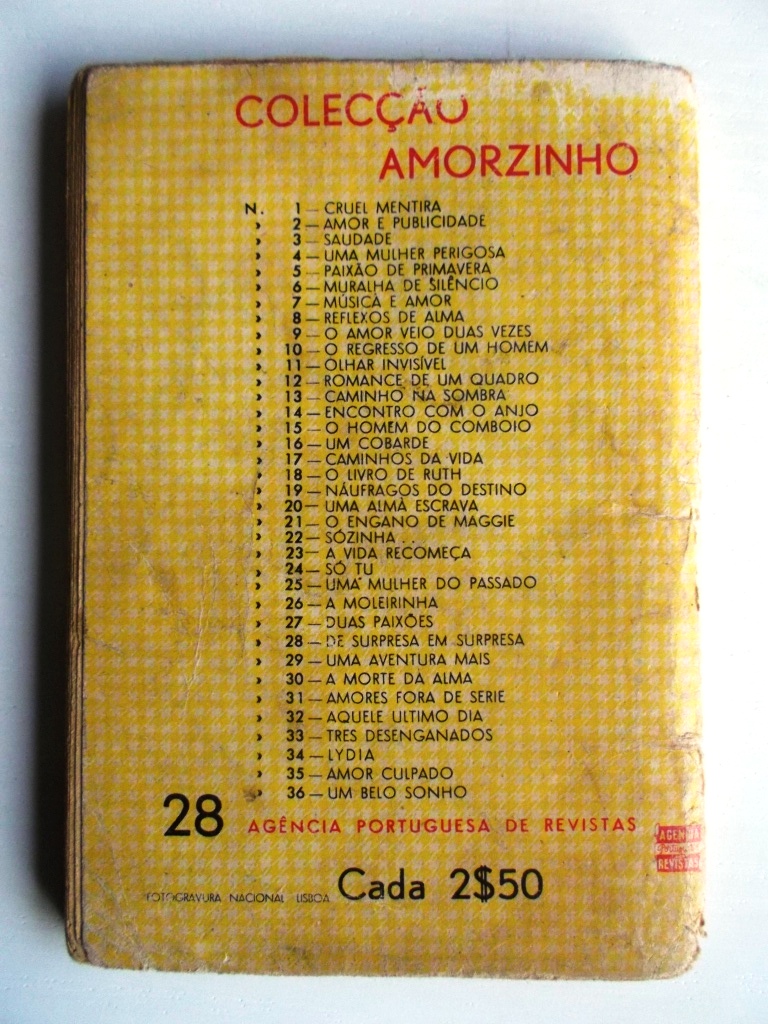 COLECÇÃO
AMORZINHO
N. 1 — CRUEL MENTIRA
» 2 — AMOR E PUBLICIDADE
» 3 — SAUDADE
» 4 — UMA MULHER PERIGOSA
» 5 — PAIXÃO DE PRIMAVERA
» 6 — MURALHA DE SILÊNCIO
» 7 — MÚSICA E AMOR
» 8 — REFLEXOS DE ALMA
» 9 — O AMOR VEIO DUAS VEZES
» 10 — O REGRESSO DE UM HOMEM
» 11 — OLHAR INVISÍVEL
» 12 — ROMANCE DE UM QUADRO
» 13 — CAMINHO NA SOMBRA
» 14 — ENCONTRO COM O ANJO
» 15 — O HOMEM DO COMBOIO
» 16 — UM COBARDE
» 17 — CAMINHOS DA VIDA
» 18 — O LIVRO DE RUTH
» 19 — NÁUFRAGOS DO DESTINO
» 20 — UMA ALMA ESCRAVA
» 21 — O ENGANO DE MAGGIE
» 22 — SÓZINHA . .
» 23 — A VIDA RECOMEÇA
» 24 — SÓ TU
» 25 — UMA MULHER DO PASSADO
» 26 — A MOLEIRINHA
» 27 — DUAS PAIXÕES
» 28 — DE SURPRESA EM SURPRESA
» 29 — UMA AVENTURA MAIS
» 30 — A MORTE DA ALMA
» 31 — AMORES FORA DE SERIE
» 32 — AQUELE ULTIMO DIA
» 33 — TRES DESENGANADOS
» 34 — LYDIA
» 35 — AMOR CULPADO
» 36 — UM BELO SONHO
28 AGÊNCIA PORTUGUESA DE REVISTAS
REVISTAS
FOTOGRAVURA NACIONAL LISBOA Cada 2$50